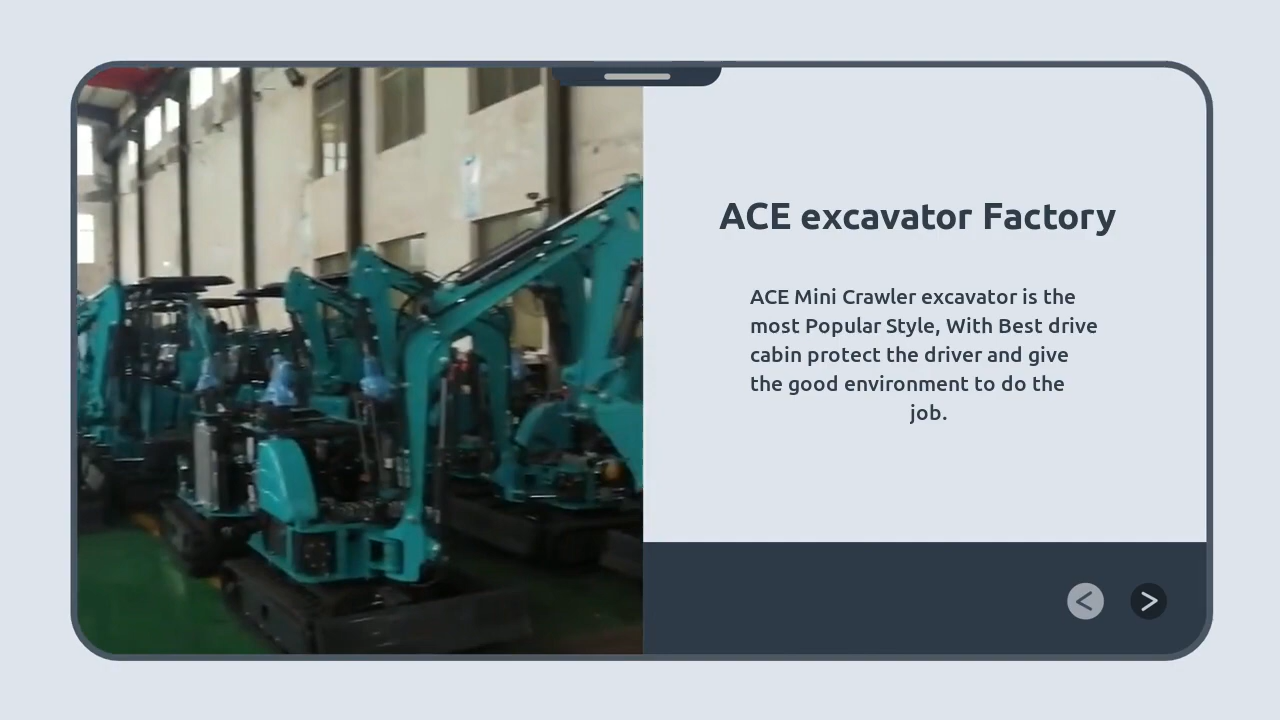 ACE excavator Factory
ACE Mini Crawler excavator is the
most Popular Style, With Best drive
cabin protect the driver and give
the good environment to do the
job.